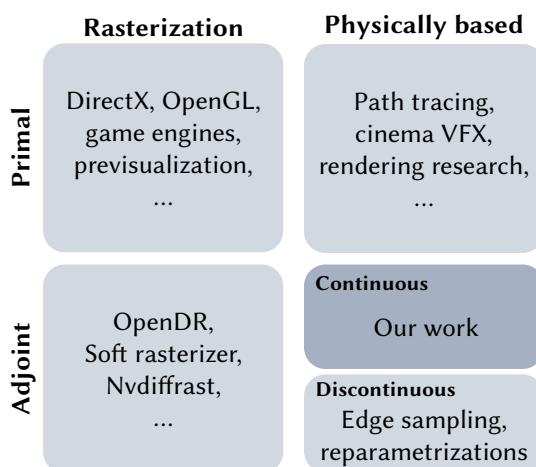 Rasterization
Physically based
Primal
DirectX, OpenGL,
game engines,
previsualization,
...
Path tracing,
cinema VFX,
rendering research,
...
Adjoint
OpenDR,
Soft rasterizer,
Nvdiffrast,
...
Continuous
Our work
Discontinuous
Edge sampling,
reparametrizations